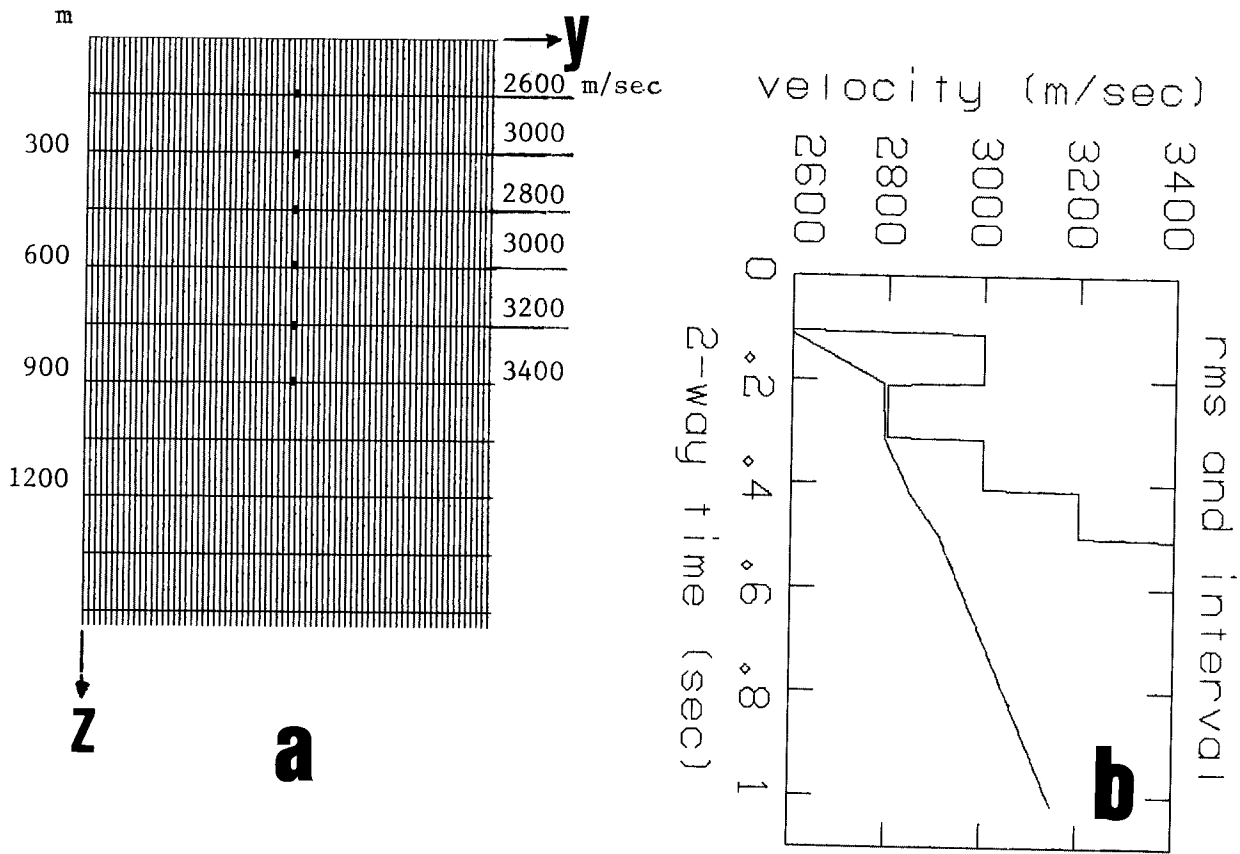 m
y
2600 m/sec
3000
2800
3000
3200
3400
300
600
900
1200
z
a
velocity (m/sec)
2600
2800
3000
3200
3400
0
.2
.4
.6
.8
1
2-way time (sec)
rms and interval
b